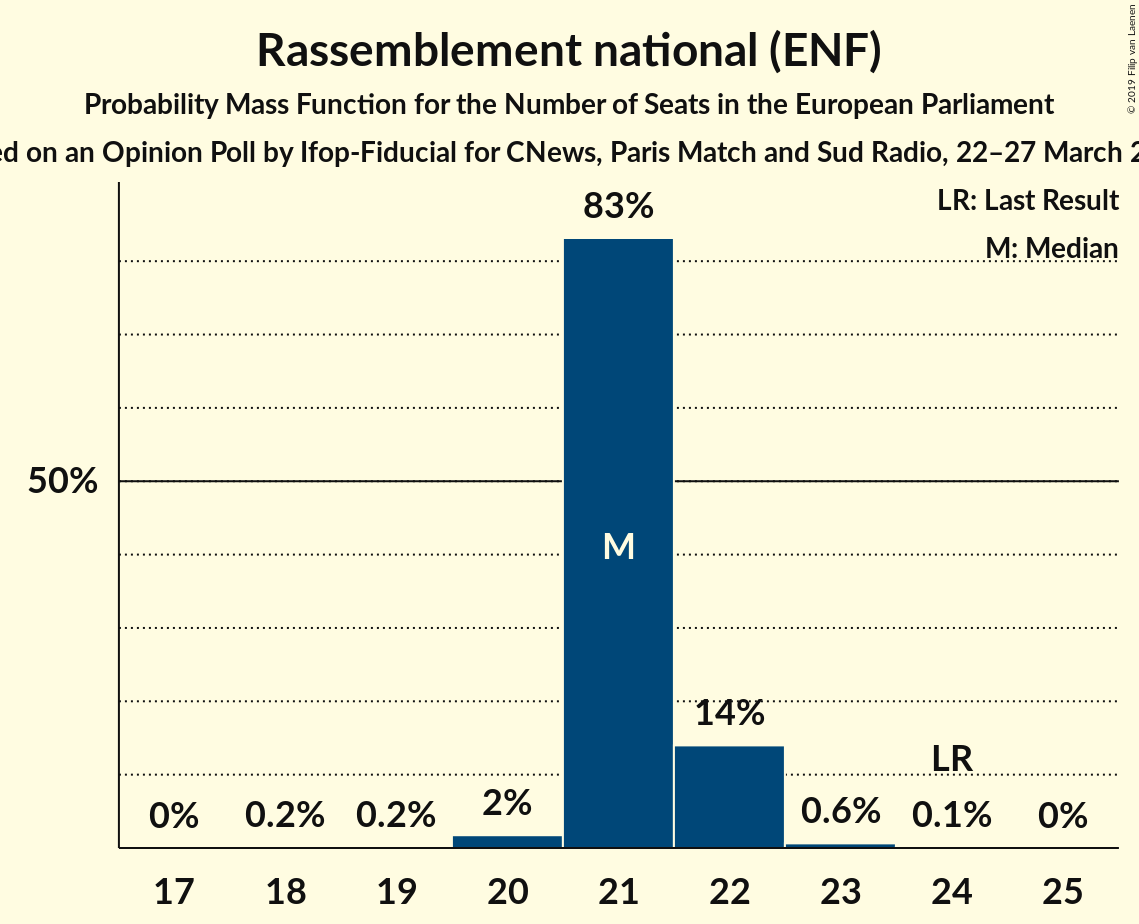 © 2019 Filip van Laenen
Rassemblement national (ENF)
Probability Mass Function for the Number of Seats in the European Parliament
on an Opinion Poll by Ifop-Fiducial for CNews, Paris Match and Sud Radio, 22–27 March
LR: Last Result
M: Median
83%
50%
M
14%
LR
0% 0.2% 0.2% 2% 0.6% 0.1% 0%
17 18 19 20 21 22 23 24 25